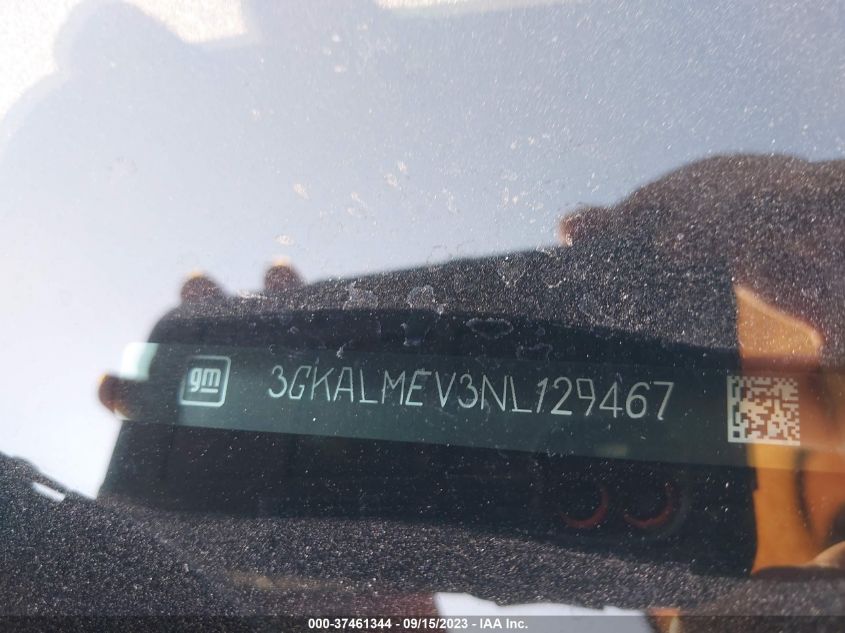 gm 3GKALMEV3NL129467
000-37461344 - 09/15/2023 - IAA Inc.